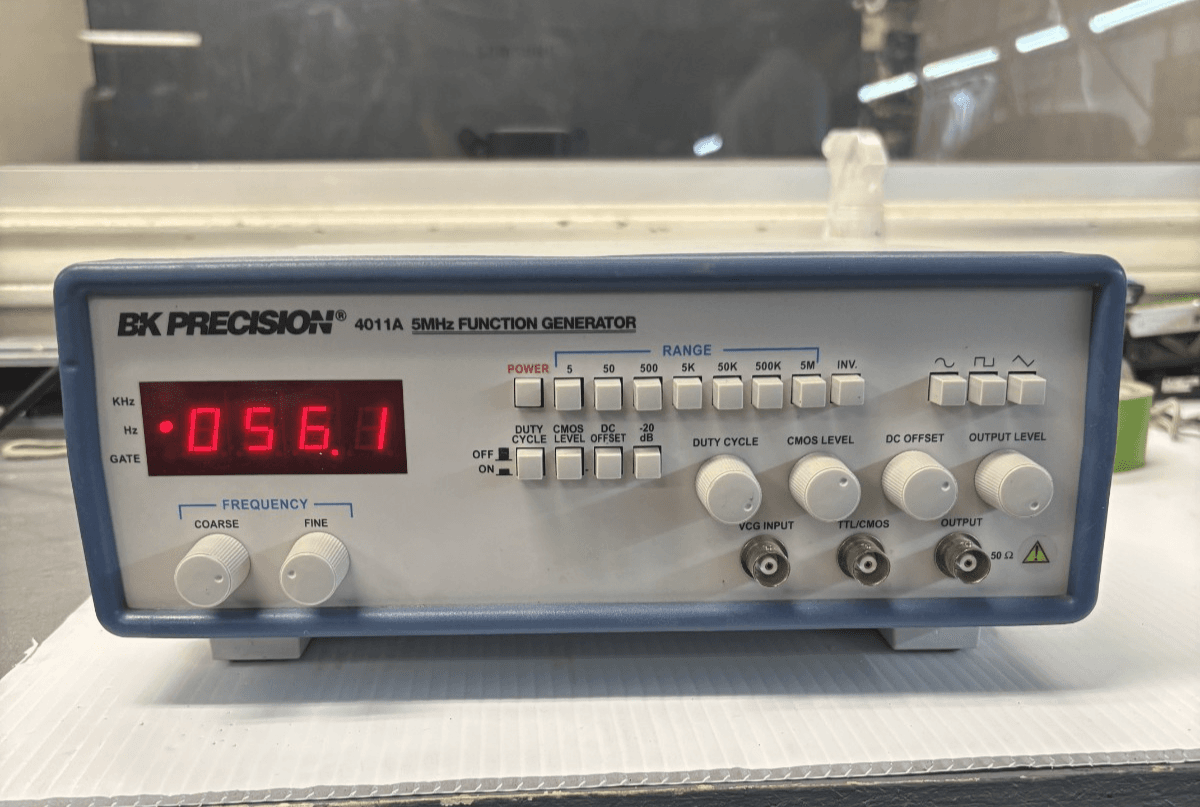 BK PRECISION® 4011A 5MHz FUNCTION GENERATOR
RANGE
POWER 5 50 500 5K 50K 500K 5M INV.
KHz
Hz
GATE
056.1
DUTY CYCLE
CMOS LEVEL
DC OFFSET
-20 dB
OFF
ON
DUTY CYCLE CMOS LEVEL DC OFFSET OUTPUT LEVEL
FREQUENCY
COARSE FINE
VCG INPUT TTL/CMOS OUTPUT
50 Ω